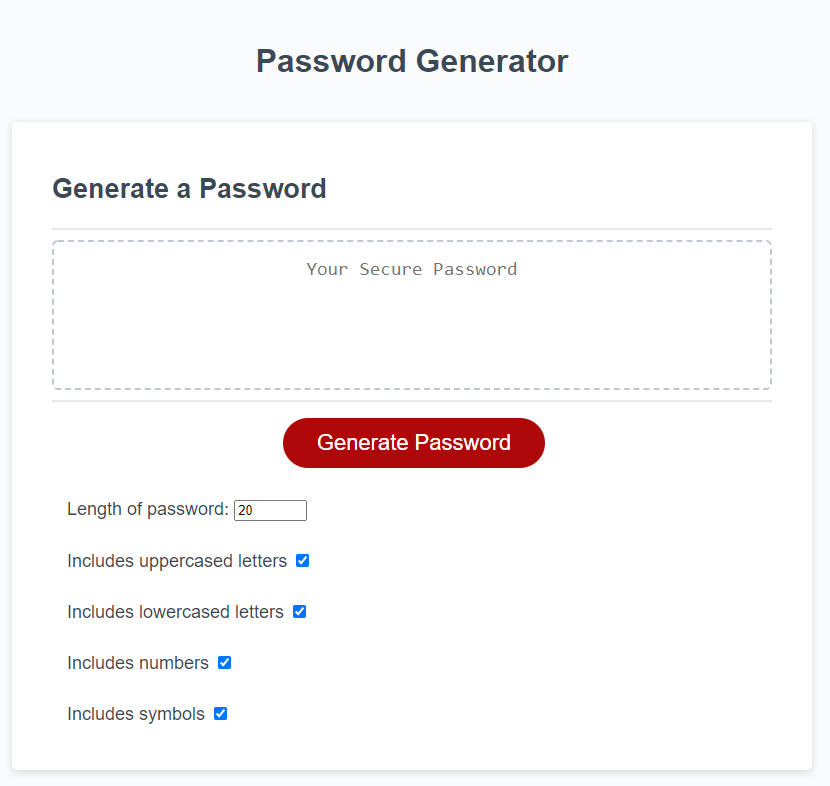 Password Generator
Generate a Password
Your Secure Password
Generate Password
Length of password: 20
Includes uppercased letters
Includes lowercased letters
Includes numbers
Includes symbols